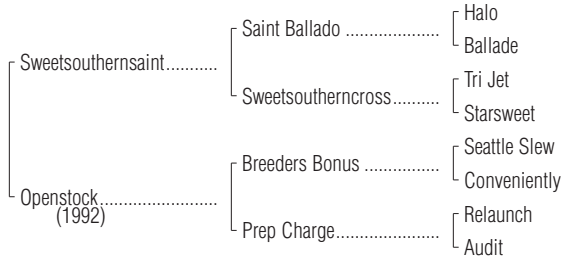 Halo
Saint Ballado ....................
Ballade
Sweetsouthernsaint...........
Tri Jet
Sweetsoutherncross..........
Starsweet
Seattle Slew
Breeders Bonus ................
Conveniently
Openstock.........................
(1992)
Relaunch
Prep Charge......................
Audit